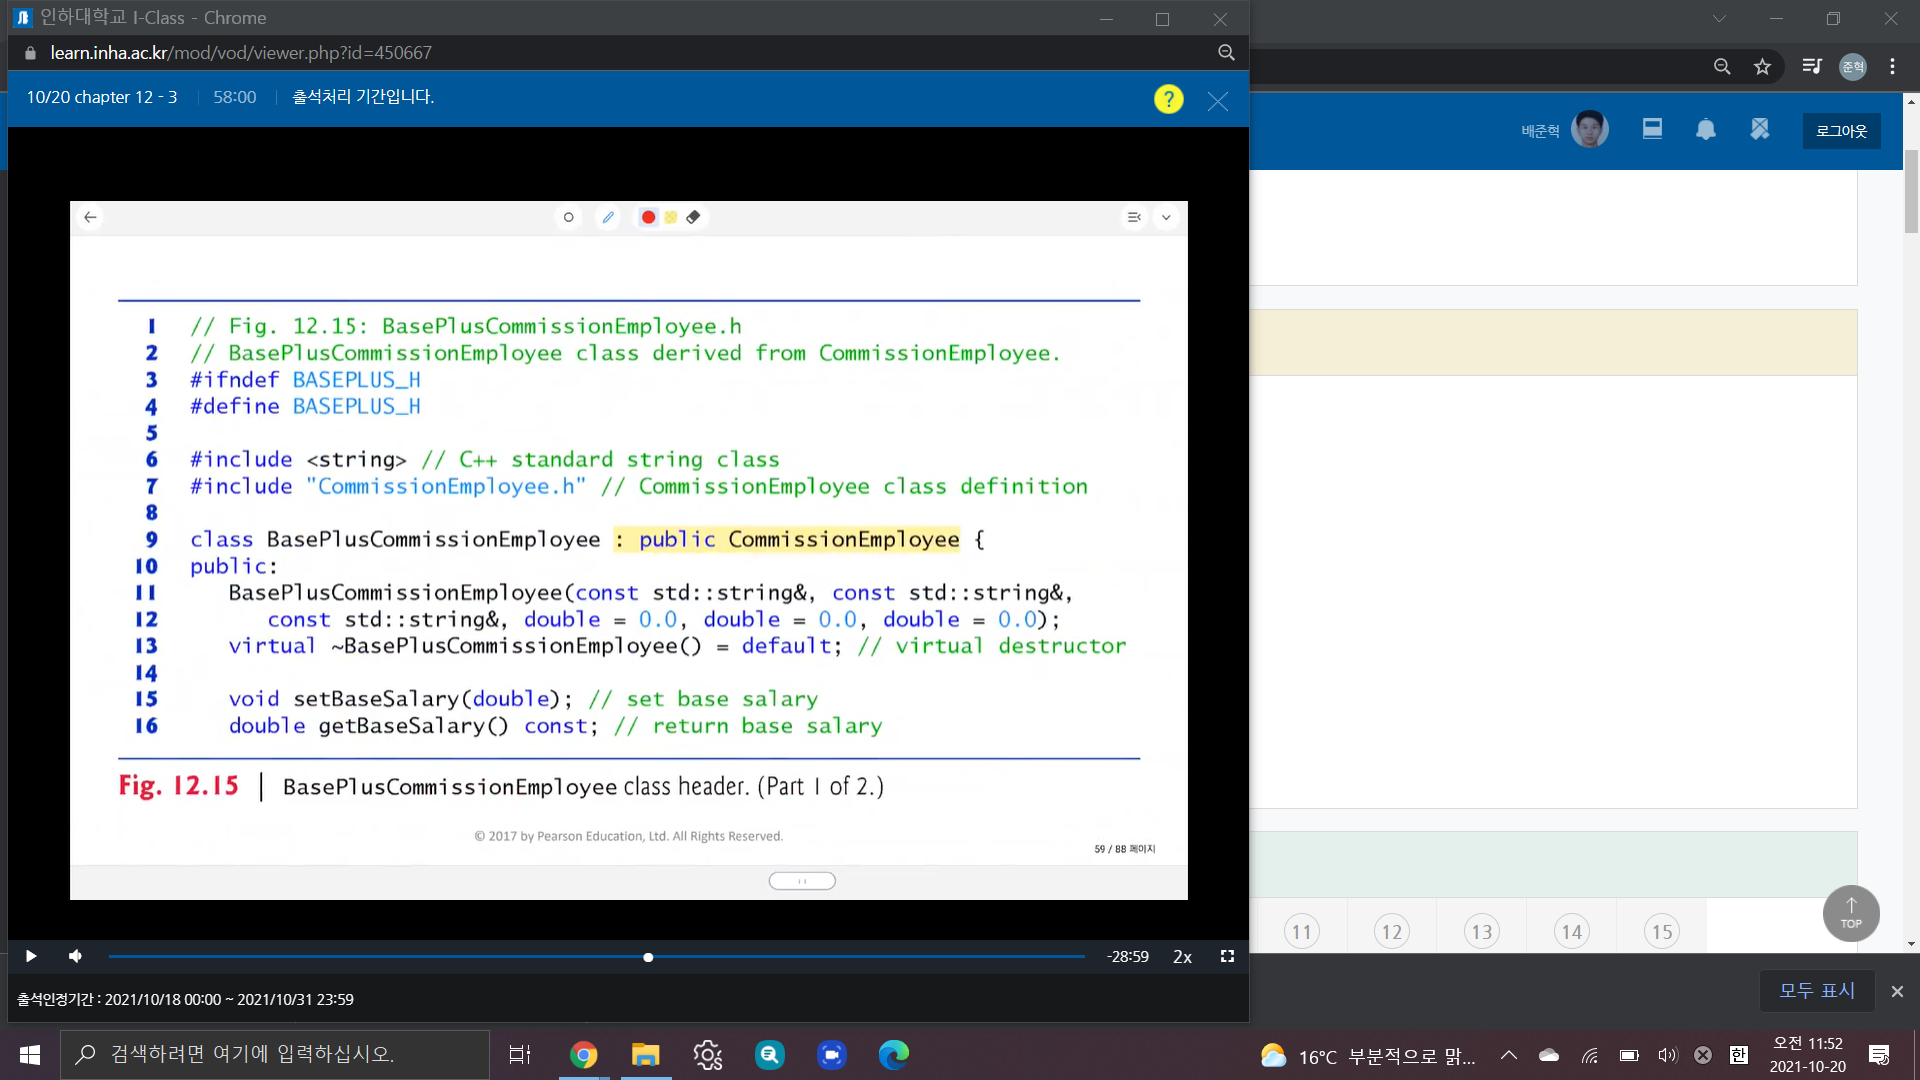 인하대학교 I-Class - Chrome
learn.inha.ac.kr/mod/vod/viewer.php?id=450667
준혁
10/20 chapter 12 - 3 58:00 출석처리 기간입니다.
?
배준혁
로그아웃
1 // Fig. 12.15: BasePlusCommissionEmployee.h
2 // BasePlusCommissionEmployee class derived from CommissionEmployee.
3 #ifndef BASEPLUS_H
4 #define BASEPLUS_H
5
6 #include <string> // C++ standard string class
7 #include "CommissionEmployee.h" // CommissionEmployee class definition
8
9 class BasePlusCommissionEmployee : public CommissionEmployee {
10 public:
11 BasePlusCommissionEmployee(const std::string&, const std::string&,
12 const std::string&, double = 0.0, double = 0.0, double = 0.0);
13 virtual ~BasePlusCommissionEmployee() = default; // virtual destructor
14
15 void setBaseSalary(double); // set base salary
16 double getBaseSalary() const; // return base salary
Fig. 12.15 | BasePlusCommissionEmployee class header. (Part 1 of 2.)
© 2017 by Pearson Education, Ltd. All Rights Reserved.
59 / 88 페이지
11 12 13 14 15
TOP
-28:59 2x
출석인정기간 : 2021/10/18 00:00 ~ 2021/10/31 23:59
모두 표시
검색하려면 여기에 입력하십시오.
16°C 부분적으로 맑...
한
오전 11:52
2021-10-20